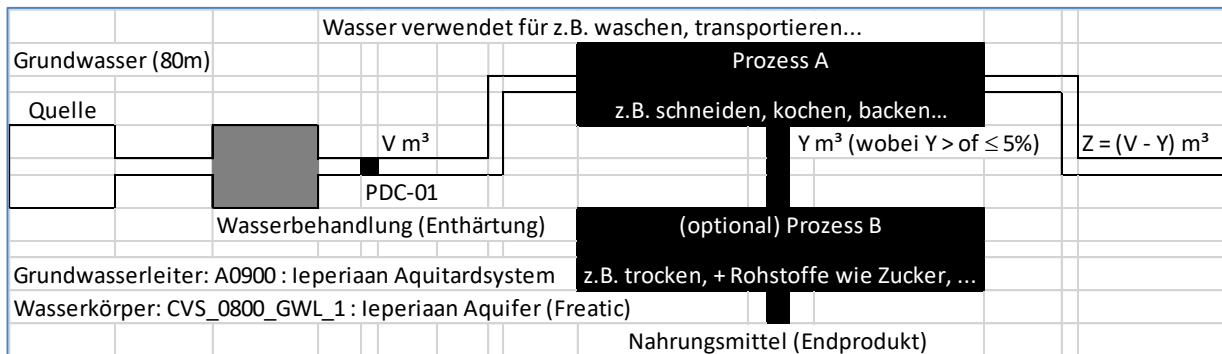 Wasser verwendet für z.B. waschen, transportieren...
Grundwasser (80m)
Prozess A
Quelle
z.B. schneiden, kochen, backen...
V m³
Y m³ (wobei Y > of ≤ 5%)
Z = (V - Y) m³
PDC-01
Wasserbehandlung (Enthärtung)
(optional) Prozess B
Grundwasserleiter: A0900 : Ieperiaan Aquitardsystem
z.B. trocken, + Rohstoffe wie Zucker, ...
Wasserkörper: CVS_0800_GWL_1 : Ieperiaan Aquifer (Freatic)
Nahrungsmittel (Endprodukt)